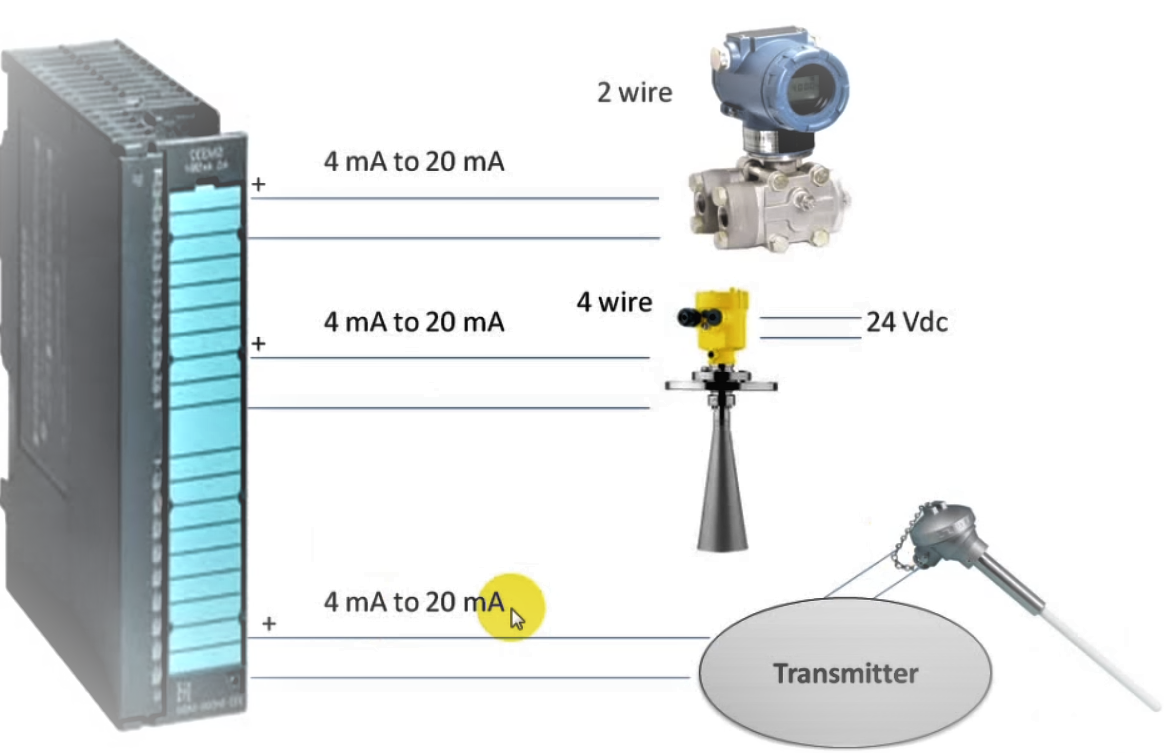 2 wire
4 mA to 20 mA
+
4 wire
4 mA to 20 mA
24 Vdc
+
4 mA to 20 mA
+
Transmitter